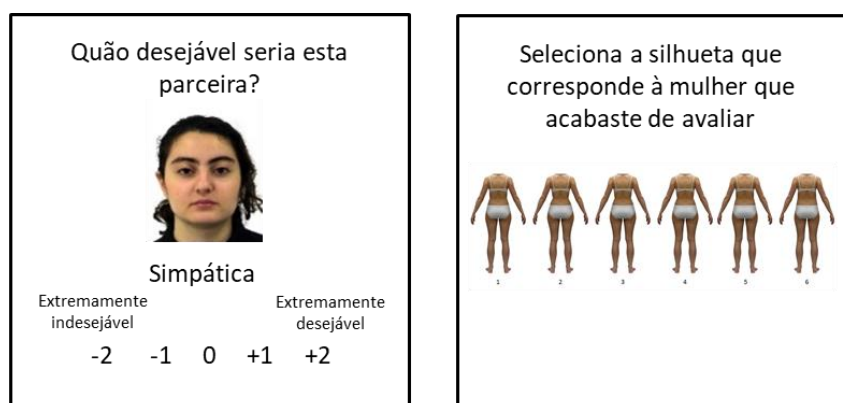 Quão desejável seria esta
parceira?
Simpática
Extremamente
indesejável
Extremamente
desejável
-2 -1 0 +1 +2
Seleciona a silhueta que
corresponde à mulher que
acabaste de avaliar
1 2 3 4 5 6